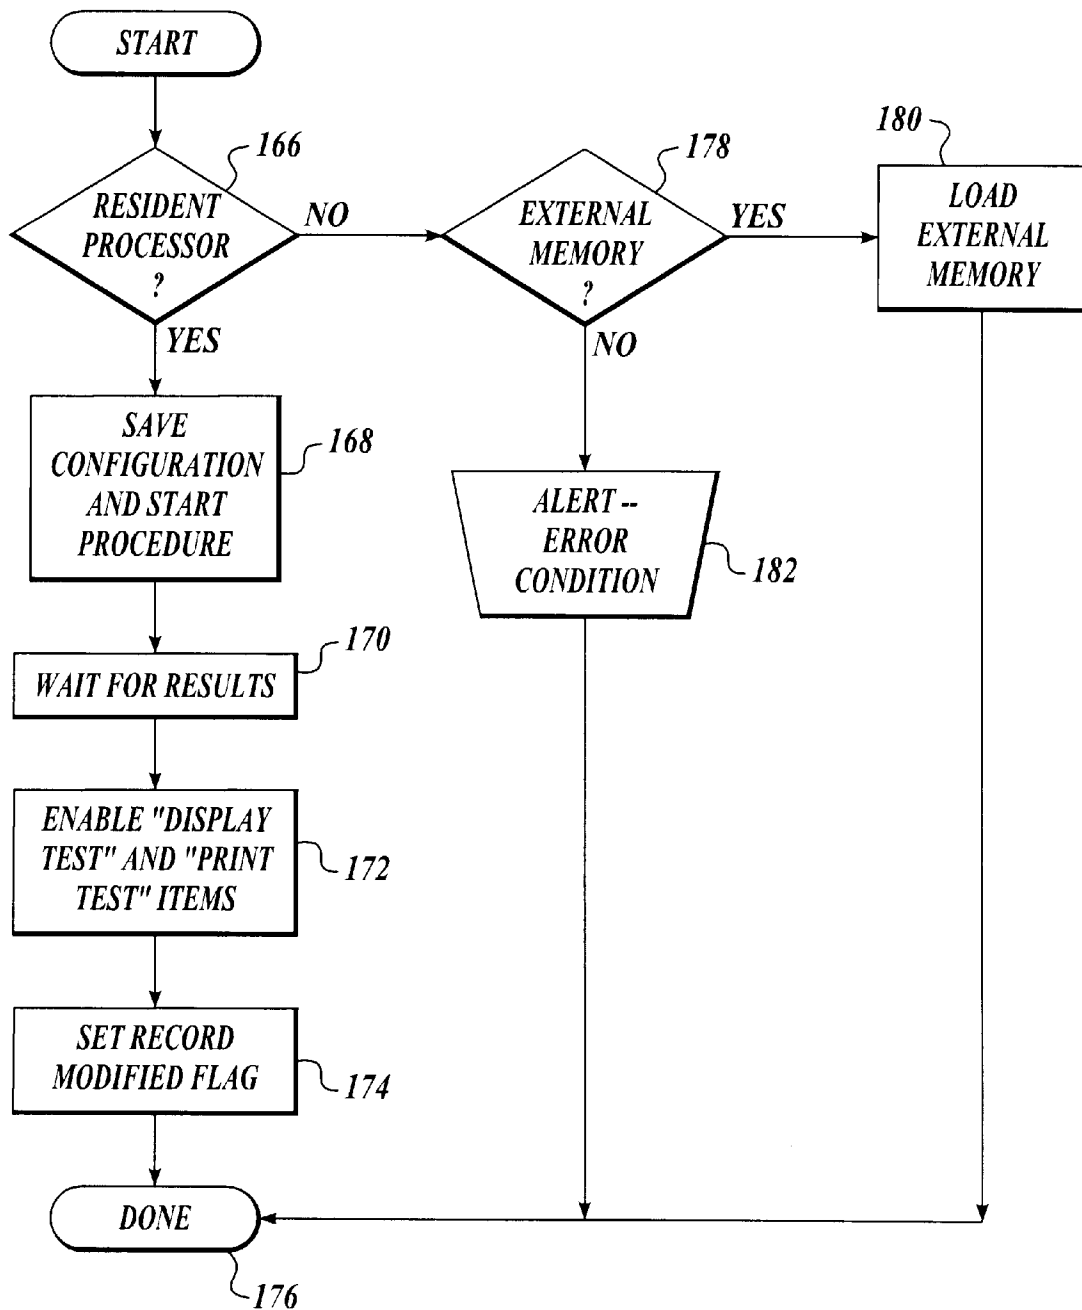 START
166
RESIDENT
PROCESSOR
?
NO
YES
178
EXTERNAL
MEMORY
?
YES
NO
180
LOAD
EXTERNAL
MEMORY
SAVE
CONFIGURATION
AND START
PROCEDURE
168
ALERT --
ERROR
CONDITION
182
WAIT FOR RESULTS
170
ENABLE "DISPLAY
TEST" AND "PRINT
TEST" ITEMS
172
SET RECORD
MODIFIED FLAG
174
DONE
176